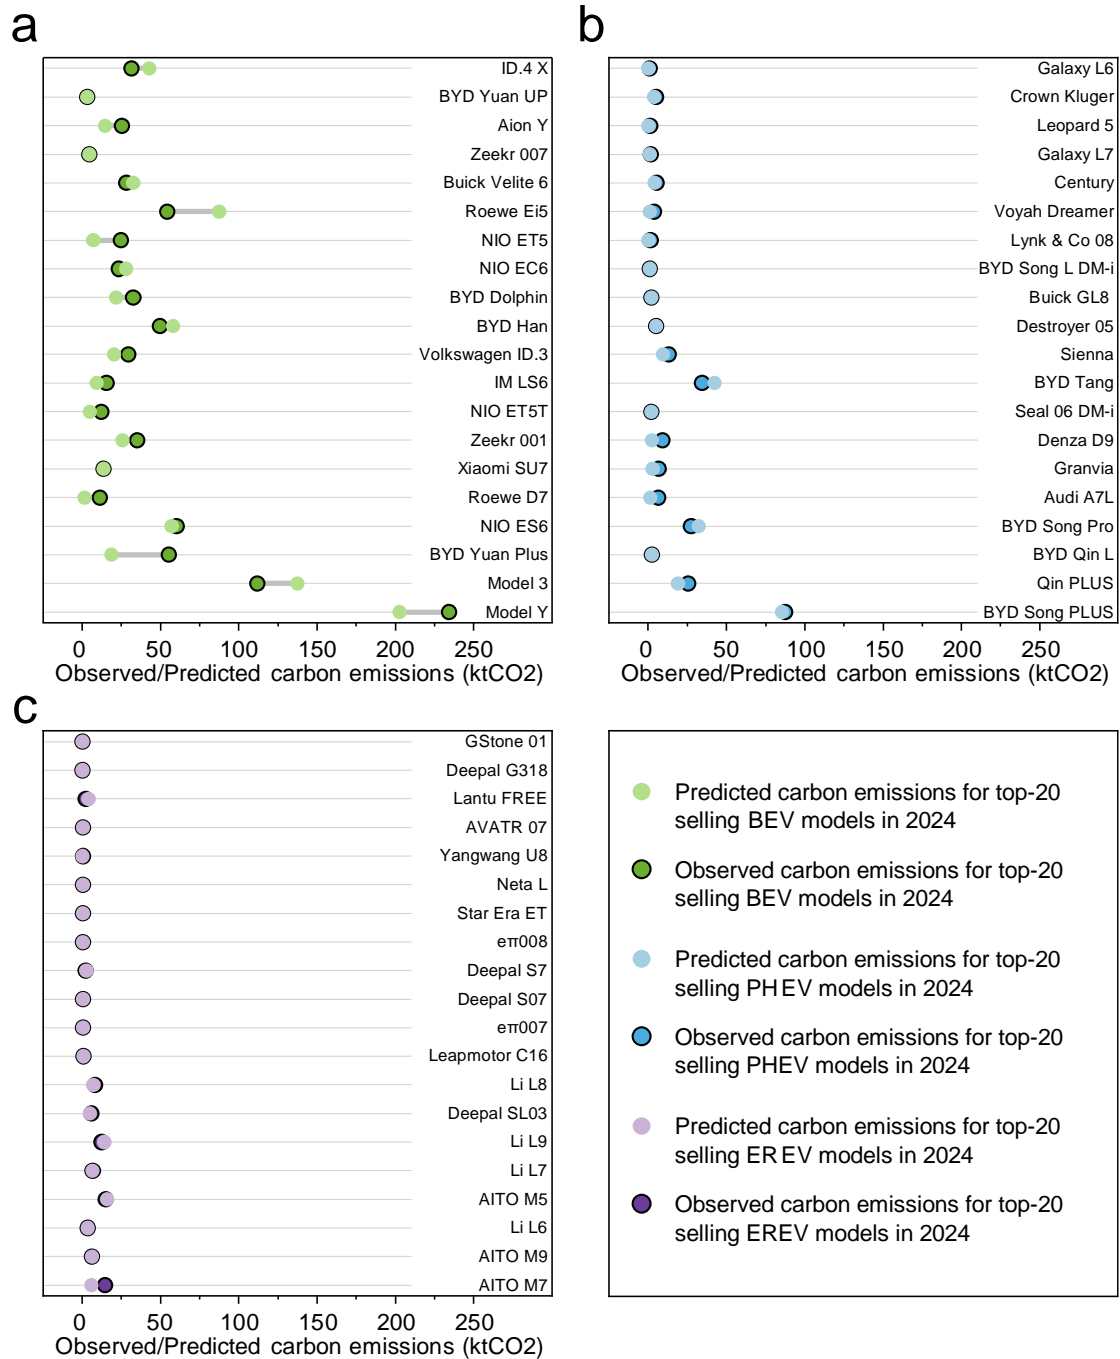 a
ID.4 X
BYD Yuan UP
Aion Y
Zeekr 007
Buick Velite 6
Roewe Ei5
NIO ET5
NIO EC6
BYD Dolphin
BYD Han
Volkswagen ID.3
IM LS6
NIO ET5T
Zeekr 001
Xiaomi SU7
Roewe D7
NIO ES6
BYD Yuan Plus
Model 3
Model Y
0 50 100 150 200 250
Observed/Predicted carbon emissions (ktCO2)
b
Galaxy L6
Crown Kluger
Leopard 5
Galaxy L7
Century
Voyah Dreamer
Lynk & Co 08
BYD Song L DM-i
Buick GL8
Destroyer 05
Sienna
BYD Tang
Seal 06 DM-i
Denza D9
Granvia
Audi A7L
BYD Song Pro
BYD Qin L
Qin PLUS
BYD Song PLUS
0 50 100 150 200 250
Observed/Predicted carbon emissions (ktCO2)
c
GStone 01
Deepal G318
Lantu FREE
AVATR 07
Yangwang U8
Neta L
Star Era ET
eπ008
Deepal S7
Deepal S07
eπ007
Leapmotor C16
Li L8
Deepal SL03
Li L9
Li L7
AITO M5
Li L6
AITO M9
AITO M7
0 50 100 150 200 250
Observed/Predicted carbon emissions (ktCO2)
Predicted carbon emissions for top-20
selling BEV models in 2024
Observed carbon emissions for top-20
selling BEV models in 2024
Predicted carbon emissions for top-20
selling PHEV models in 2024
Observed carbon emissions for top-20
selling PHEV models in 2024
Predicted carbon emissions for top-20
selling EREV models in 2024
Observed carbon emissions for top-20
selling EREV models in 2024